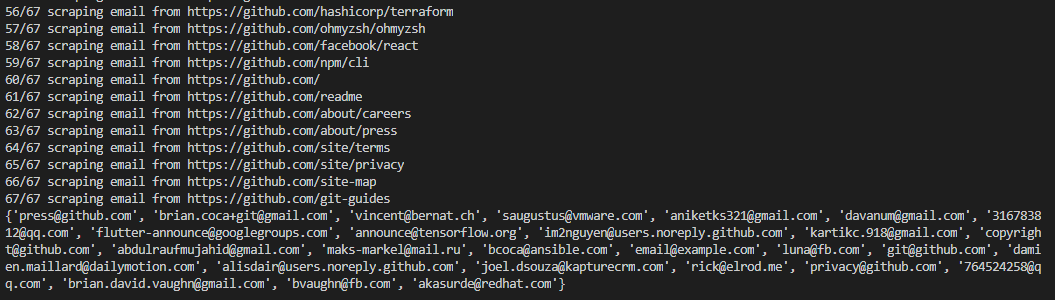 56/67 scraping email from https://github.com/hashicorp/terraform
57/67 scraping email from https://github.com/ohmyzsh/ohmyzsh
58/67 scraping email from https://github.com/facebook/react
59/67 scraping email from https://github.com/npm/cli
60/67 scraping email from https://github.com/
61/67 scraping email from https://github.com/readme
62/67 scraping email from https://github.com/about/careers
63/67 scraping email from https://github.com/about/press
64/67 scraping email from https://github.com/site/terms
65/67 scraping email from https://github.com/site/privacy
66/67 scraping email from https://github.com/site-map
67/67 scraping email from https://github.com/git-guides
{'press@github.com', 'brian.coca+git@gmail.com', 'vincent@bernat.ch', 'saugustus@vmware.com', 'aniketks321@gmail.com', 'davanum@gmail.com', '3167838
12@qq.com', 'flutter-announce@googlegroups.com', 'announce@tensorflow.org', 'im2nguyen@users.noreply.github.com', 'kartikc.918@gmail.com', 'copyrigh
t@github.com', 'abdulraufmujahid@gmail.com', 'maks-markel@mail.ru', 'bcoca@ansible.com', 'email@example.com', 'luna@fb.com', 'git@github.com', 'dami
en.maillard@dailymotion.com', 'alisdair@users.noreply.github.com', 'joel.dsouza@kapturecrm.com', 'rick@elrod.me', 'privacy@github.com', '764524258@q
q.com', 'brian.david.vaughn@gmail.com', 'bvaughn@fb.com', 'akasurde@redhat.com'}